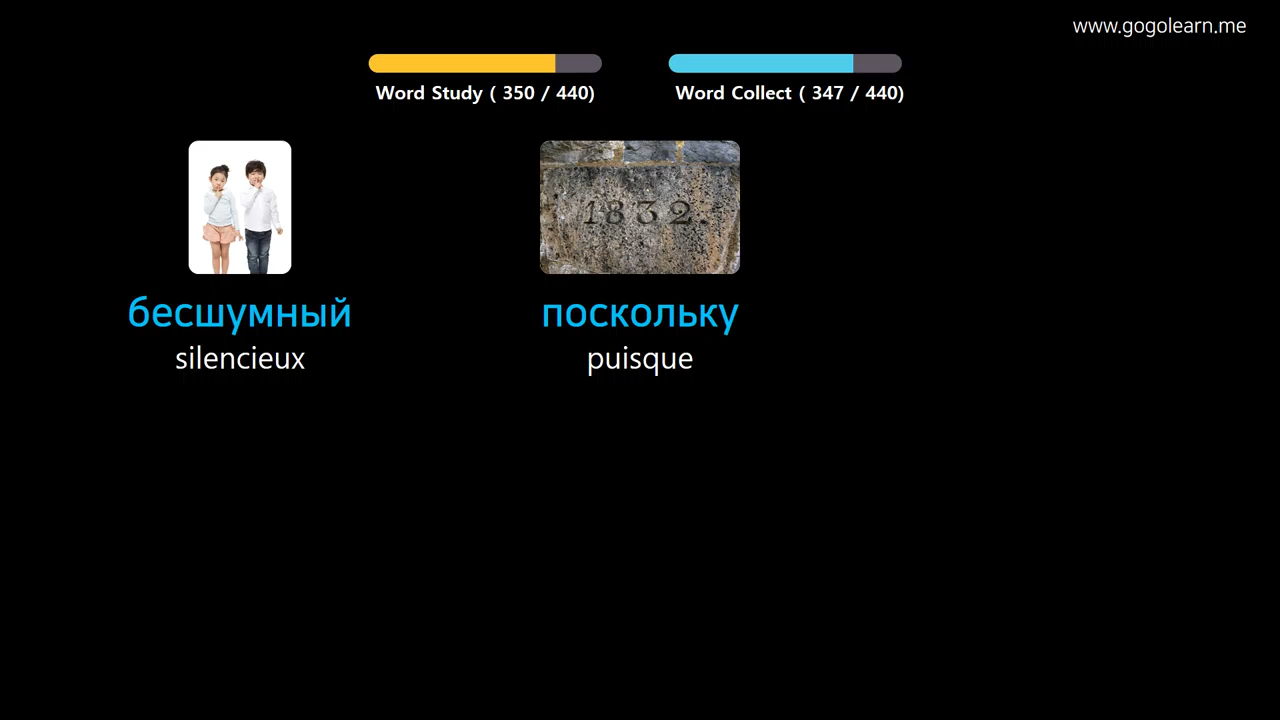 www.gogolearn.me
Word Study ( 350 / 440)
Word Collect ( 347 / 440)
1832.
бесшумный
silencieux
поскольку
puisque